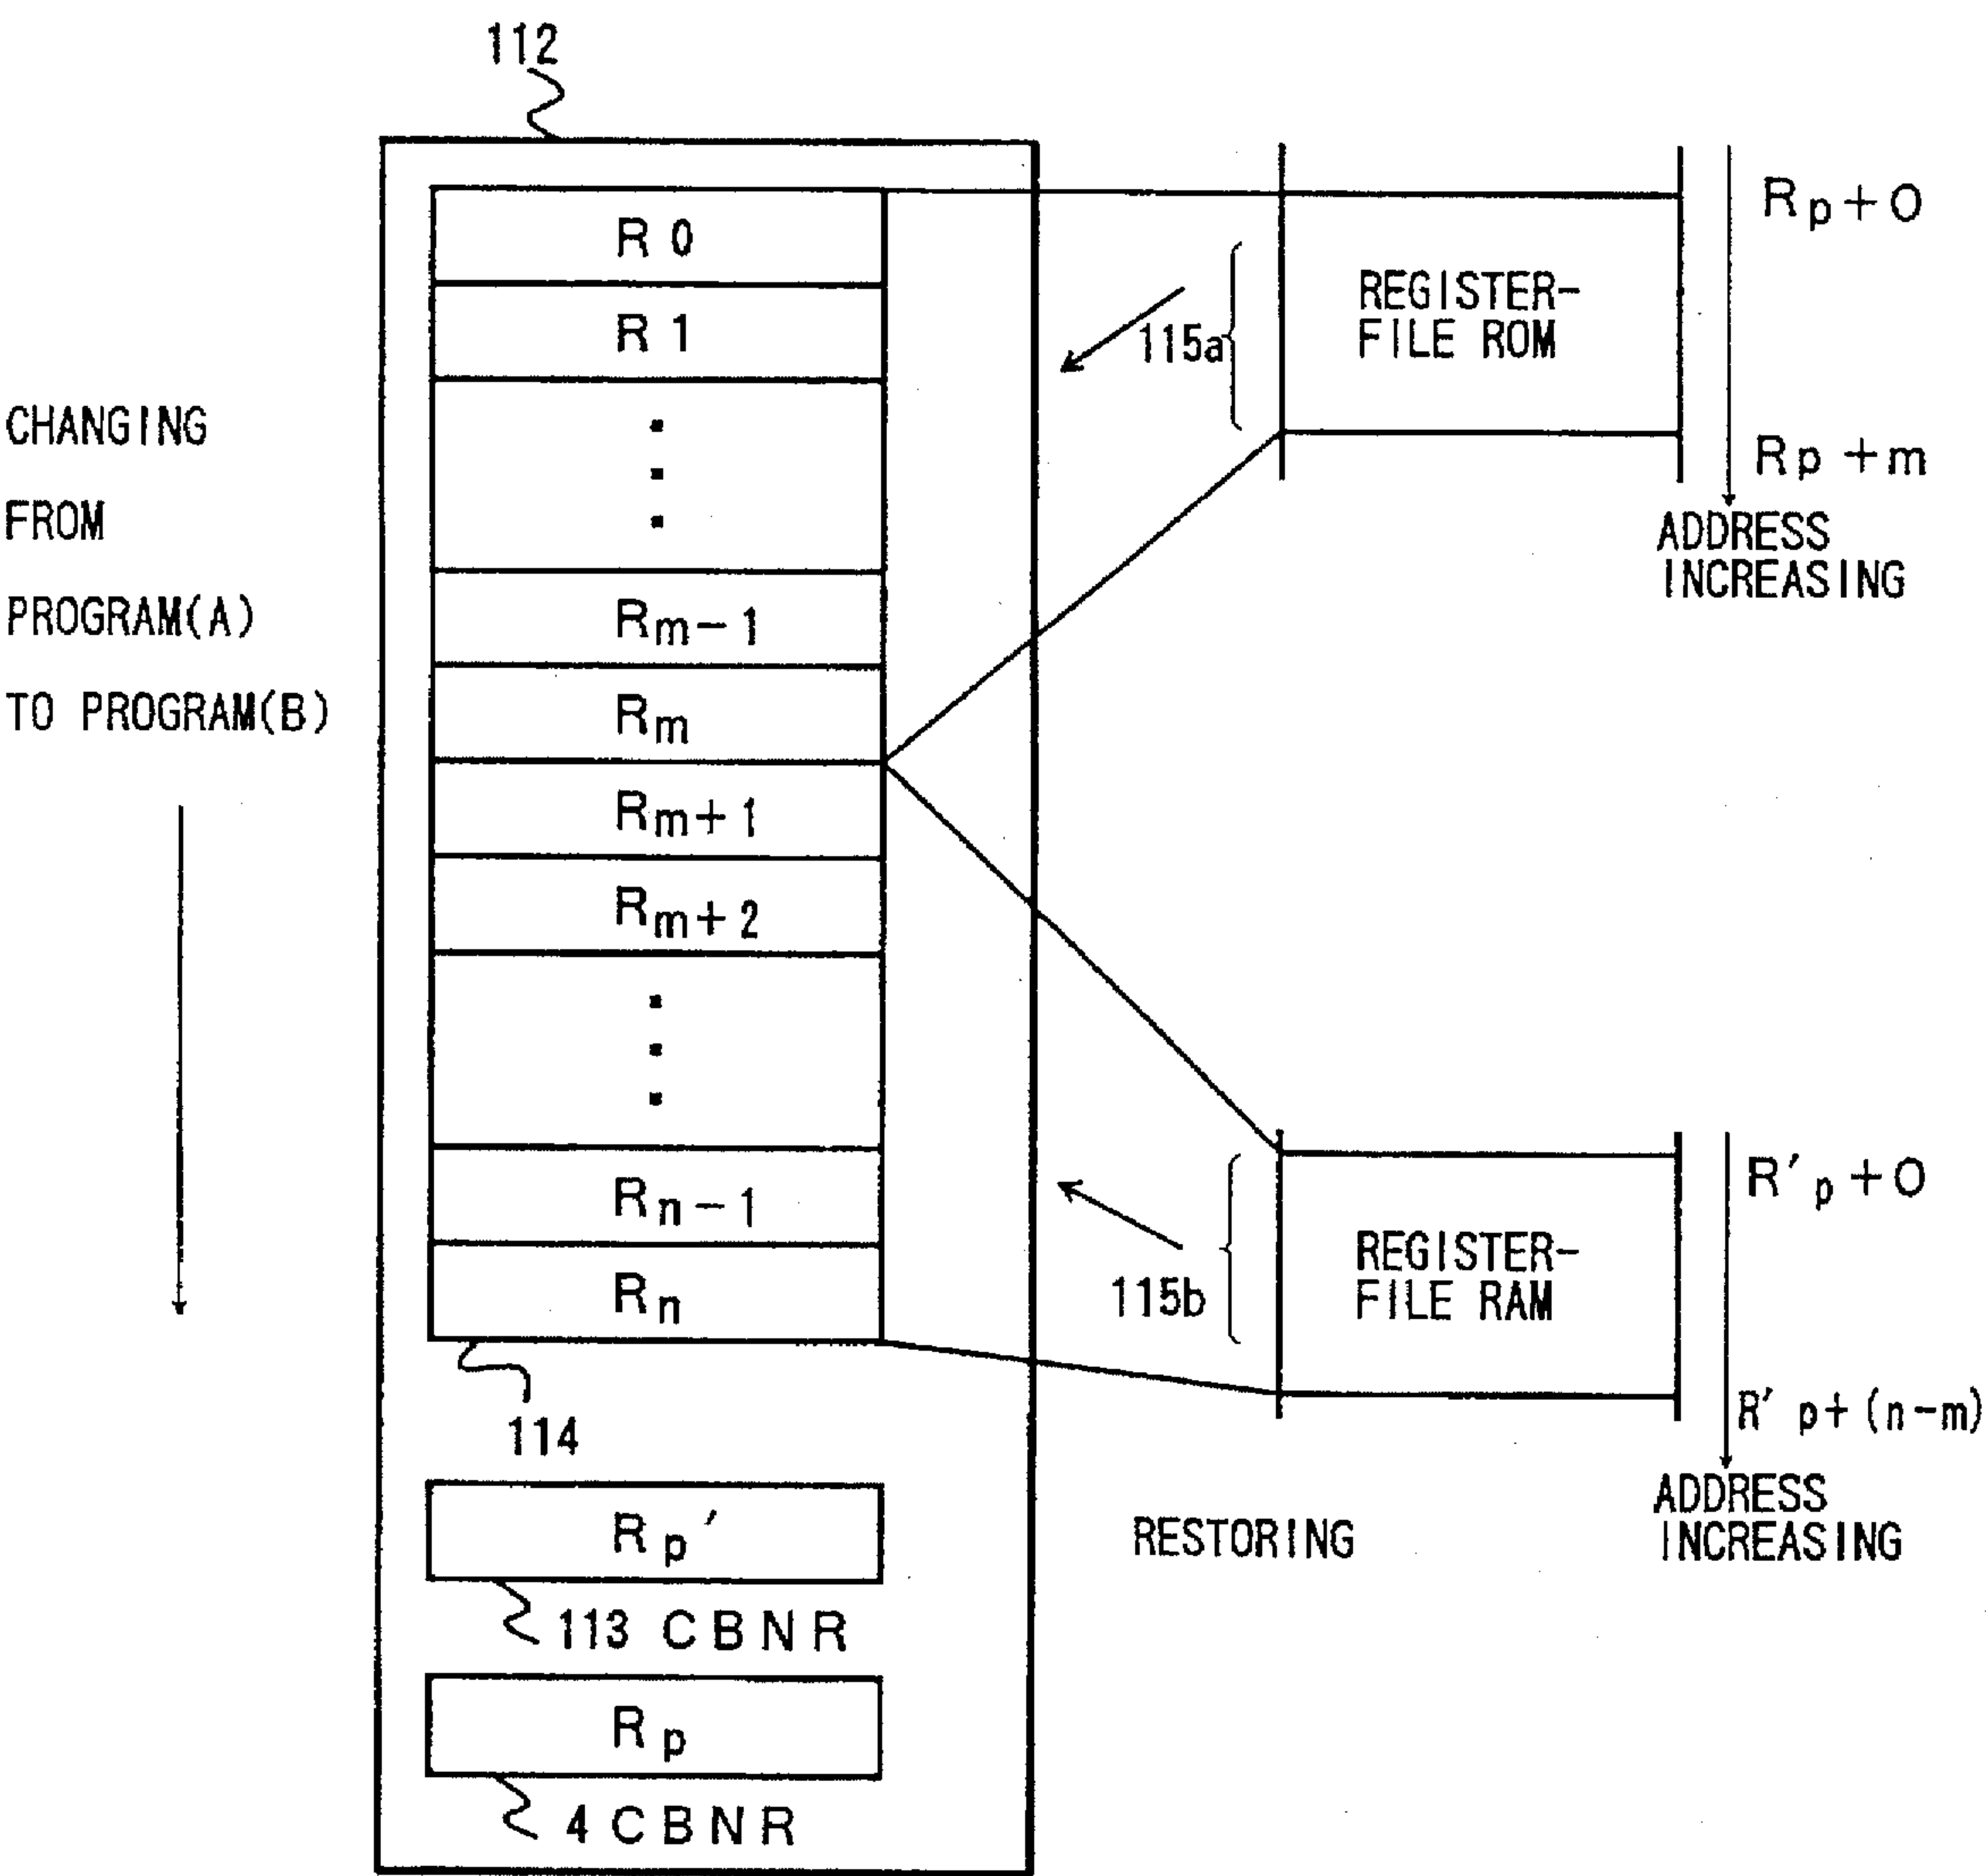 112
R0
R1
Rm-1
Rm
Rm+1
Rm+2
Rn-1
Rn
114
Rp'
113 CBNR
Rp
4 CBNR
CHANGING
FROM
PROGRAM(A)
TO PROGRAM(B)
115a
REGISTER-
FILE ROM
Rp+0
Rp+m
ADDRESS
INCREASING
115b
REGISTER-
FILE RAM
R'p+0
R'p+(n-m)
ADDRESS
INCREASING
RESTORING